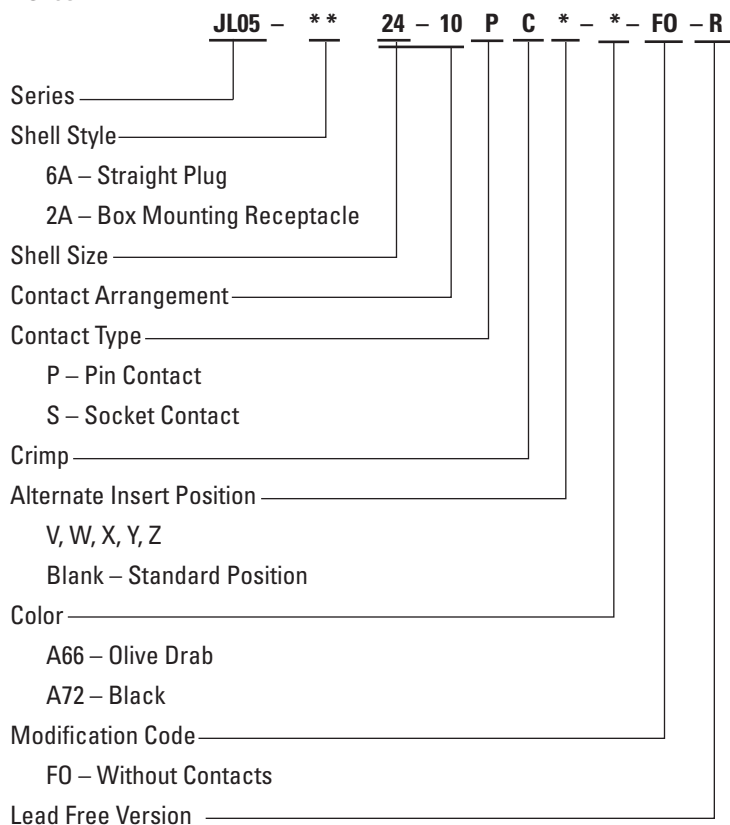 JL05 – * * 24 – 10 P C * – * – FO – R
Series
Shell Style
6A – Straight Plug
2A – Box Mounting Receptacle
Shell Size
Contact Arrangement
Contact Type
P – Pin Contact
S – Socket Contact
Crimp
Alternate Insert Position
V, W, X, Y, Z
Blank – Standard Position
Color
A66 – Olive Drab
A72 – Black
Modification Code
FO – Without Contacts
Lead Free Version